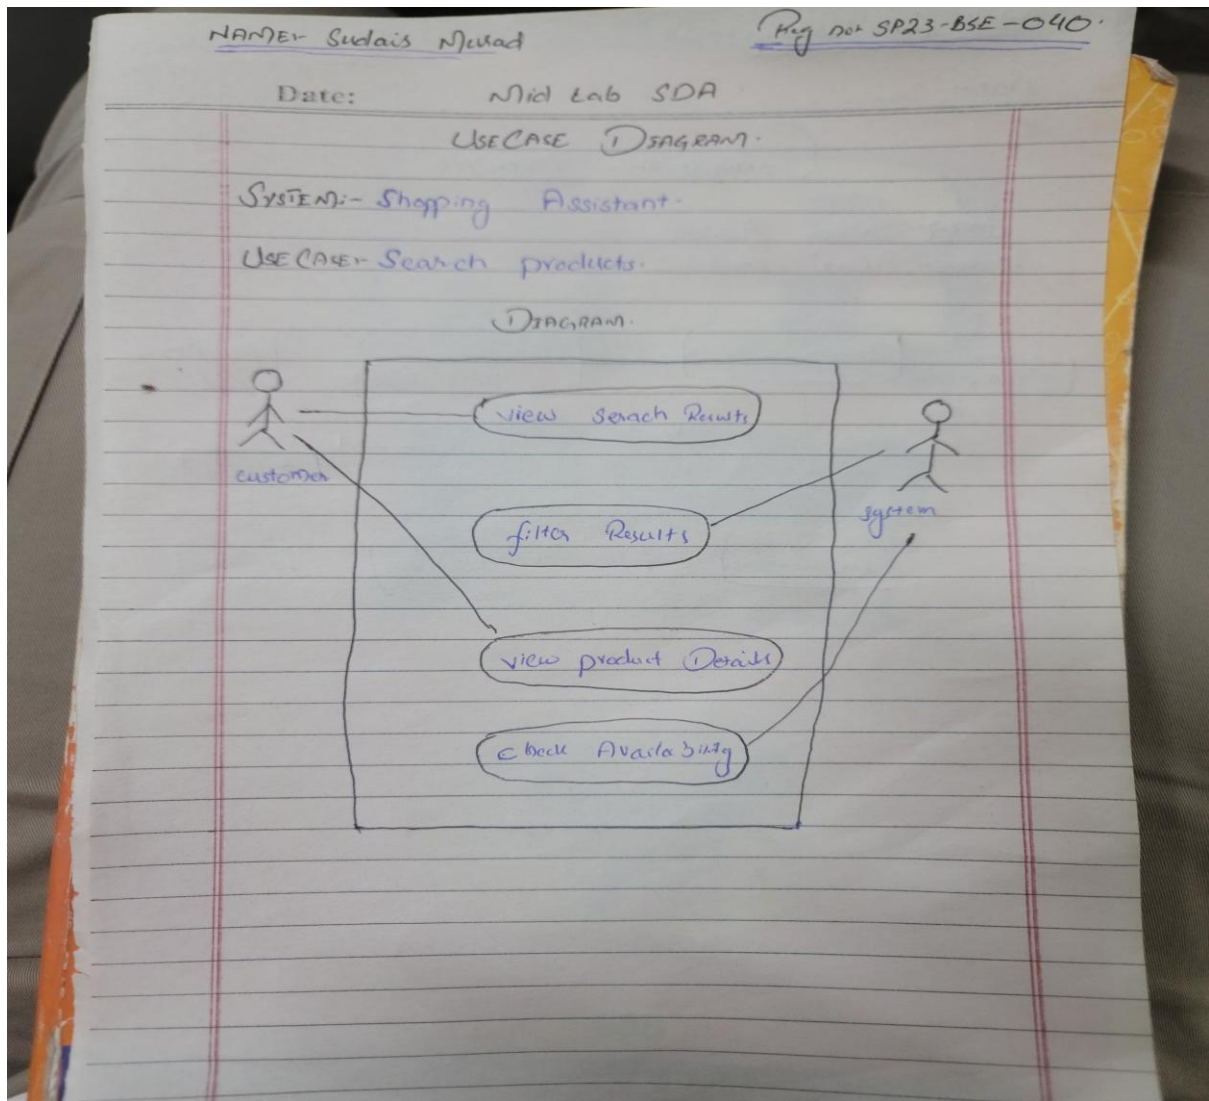 NAME:- Sudais Murad
Reg no:- SP23-BSE-040.
Date: Mid Lab SDA
USECASE DIAGRAM.
SYSTEM:- Shopping Assistant.
USECASE:- Search products.
DIAGRAM.
view Serach Results
customer
system
filter Results
view product Details
check Availability